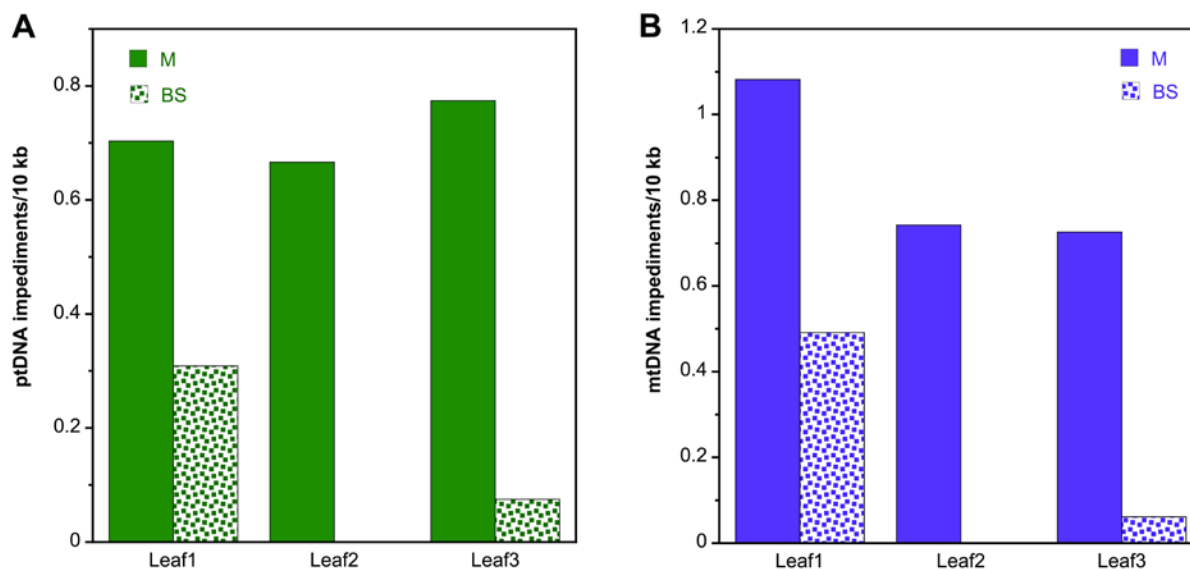 A
ptDNA impediments/10 kb
M
BS
0.8
0.6
0.4
0.2
0
Leaf1 Leaf2 Leaf3
B
mtDNA impediments/10 kb
M
BS
1.2
1
0.8
0.6
0.4
0.2
0
Leaf1 Leaf2 Leaf3